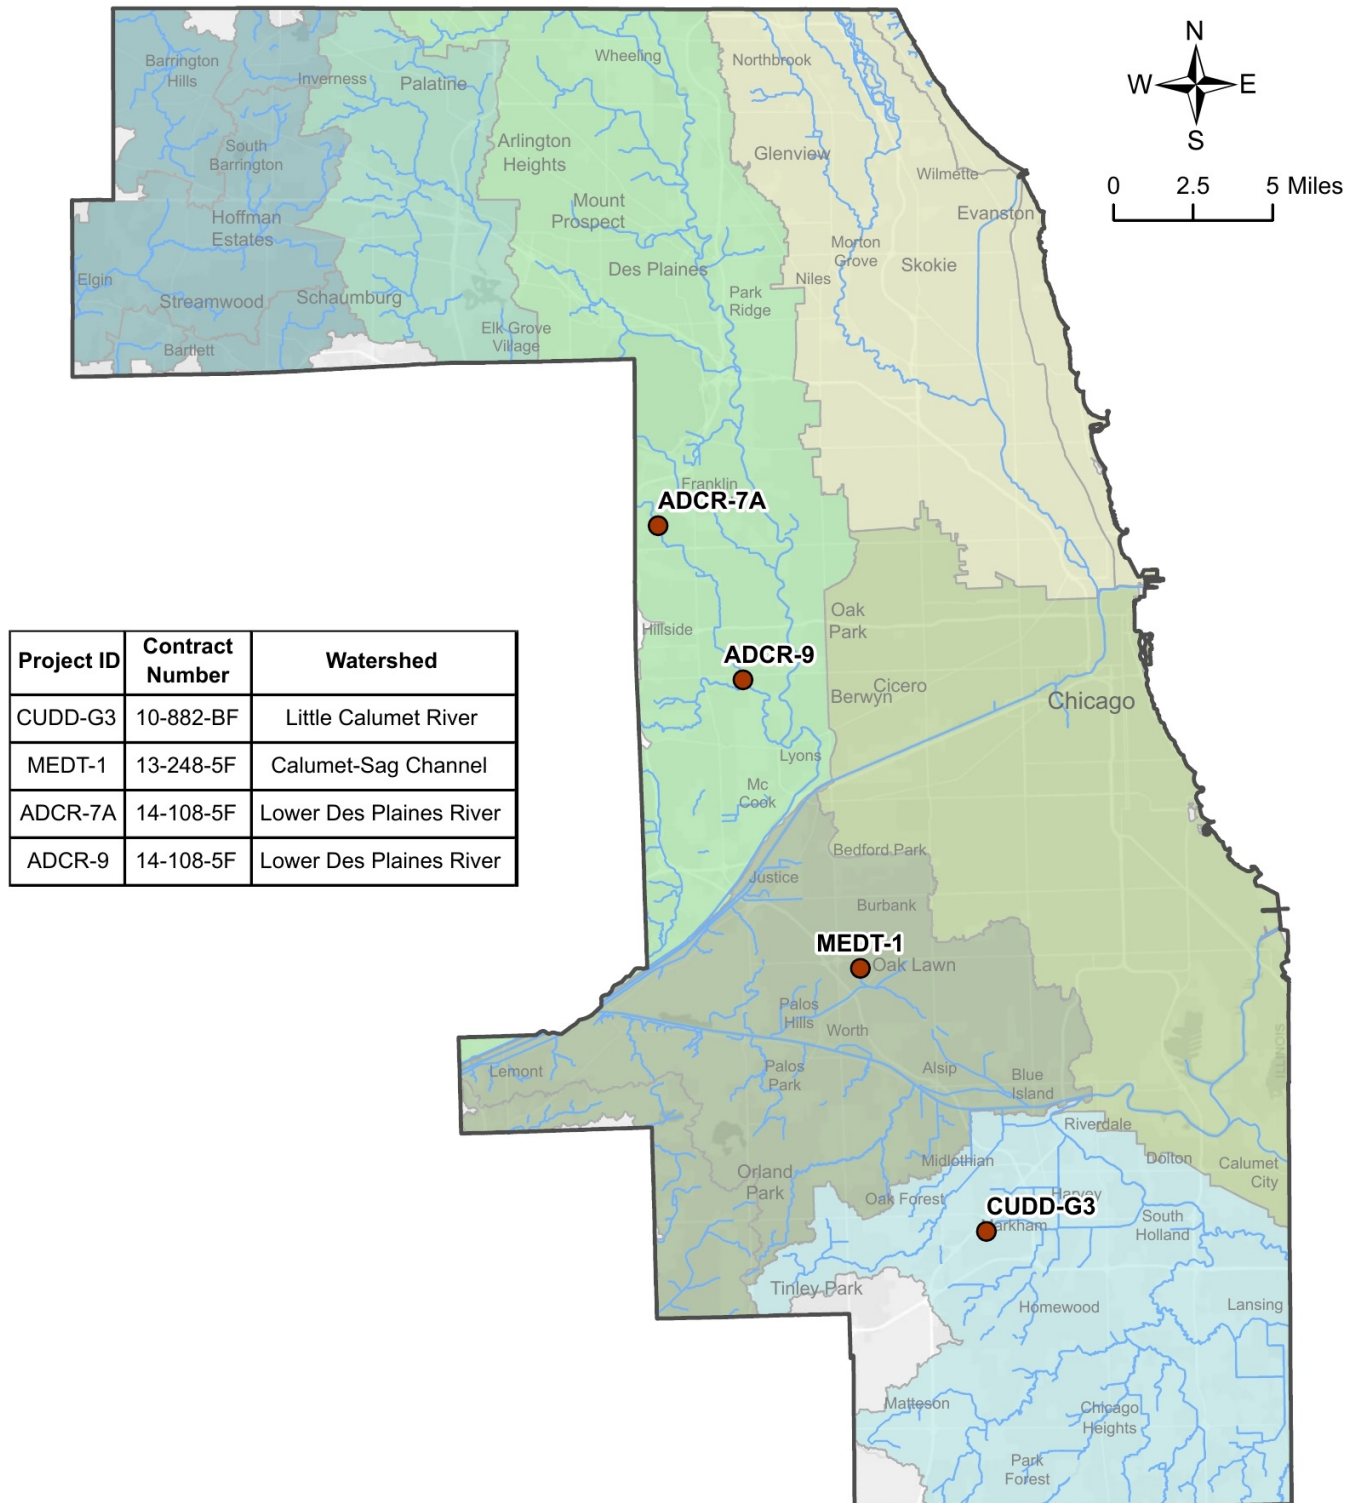 N
W E
S
0 2.5 5 Miles
Barrington
Hills
Inverness
Palatine
Wheeling
Northbrook
South
Barrington
Arlington
Heights
Glenview
Wilmette
Hoffman
Estates
Mount
Prospect
Evanston
Elgin
Streamwood
Schaumburg
Des Plaines
Morton
Grove
Skokie
Niles
Park
Ridge
Bartlett
Elk Grove
Village
Franklin
ADCR-7A
Hillside
Oak
Park
ADCR-9
Berwyn
Cicero
Chicago
Lyons
Mc
Cook
Project ID Contract Number Watershed
CUDD-G3 10-882-BF Little Calumet River
MEDT-1 13-248-5F Calumet-Sag Channel
ADCR-7A 14-108-5F Lower Des Plaines River
ADCR-9 14-108-5F Lower Des Plaines River
Bedford Park
Justice
Burbank
MEDT-1
Oak Lawn
Palos
Hills
Worth
ILLINOIS
Lemont
Palos
Park
Alsip
Blue
Island
Riverdale
Midlothian
Dolton
Calumet
City
Orland
Park
Oak Forest
Harvey
CUDD-G3
Markham
South
Holland
Tinley Park
Homewood
Lansing
Matteson
Chicago
Heights
Park
Forest